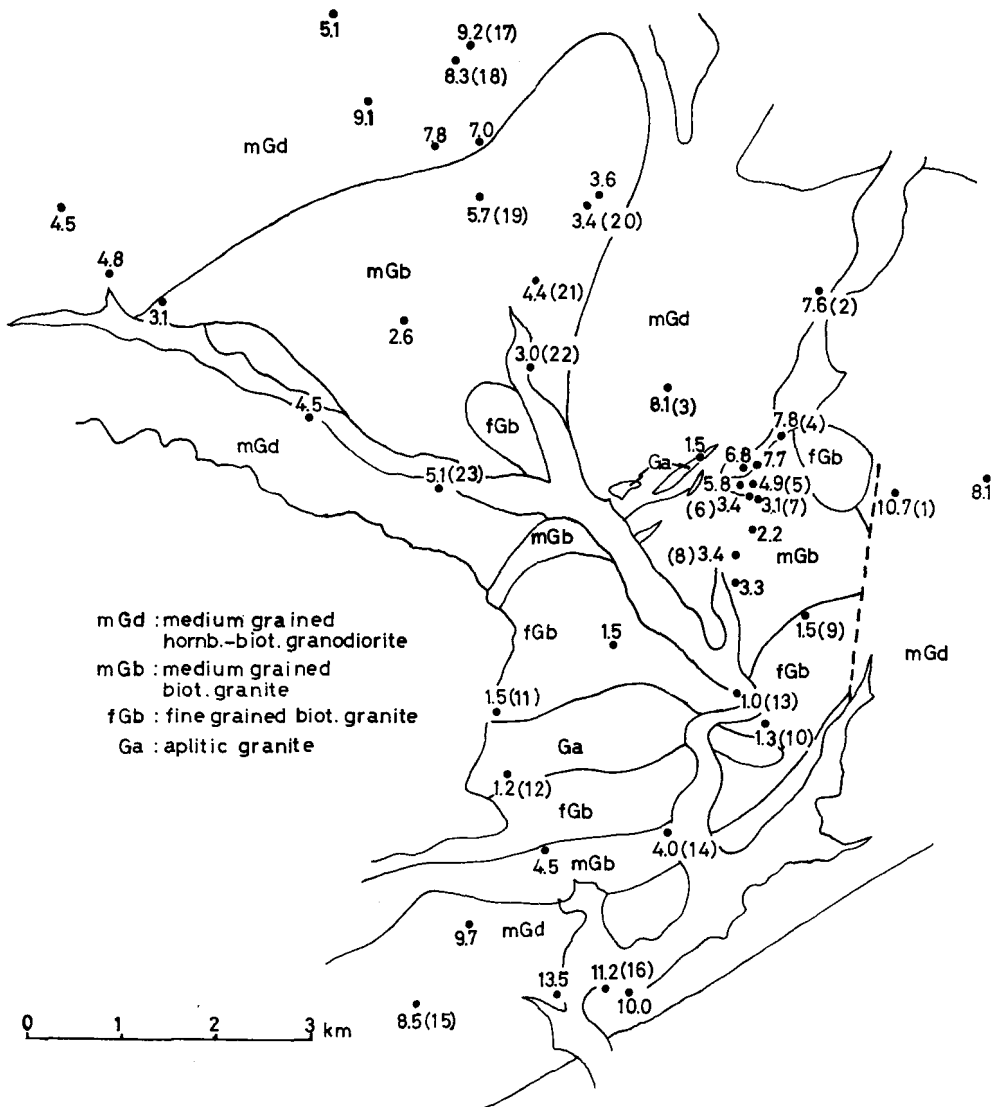 5.1
9.2(17)
8.3(18)
9.1
7.8
7.0
mGd
3.6
5.7(19)
3.4(20)
4.5
4.8
mGb
4.4(21)
7.6(2)
3.1
2.6
mGd
3.0(22)
8.1(3)
4.5
fGb
7.8(4)
mGd
1.5
6.8
7.7
fGb
Ga
5.1(23)
5.8
4.9(5)
8.1
(6)3.4
3.1(7)
10.7(1)
2.2
mGb
(8)3.4
mGb
3.3
mGd : medium grained
hornb.-biot. granodiorite
mGb : medium grained
biot. granite
fGb : fine grained biot. granite
Ga : aplitic granite
fGb
1.5
1.5(9)
mGd
fGb
1.5(11)
1.0(13)
1.3(10)
Ga
1.2(12)
fGb
4.5
mGb
4.0(14)
9.7
mGd
13.5
11.2(16)
10.0
8.5(15)
0 1 2 3 km